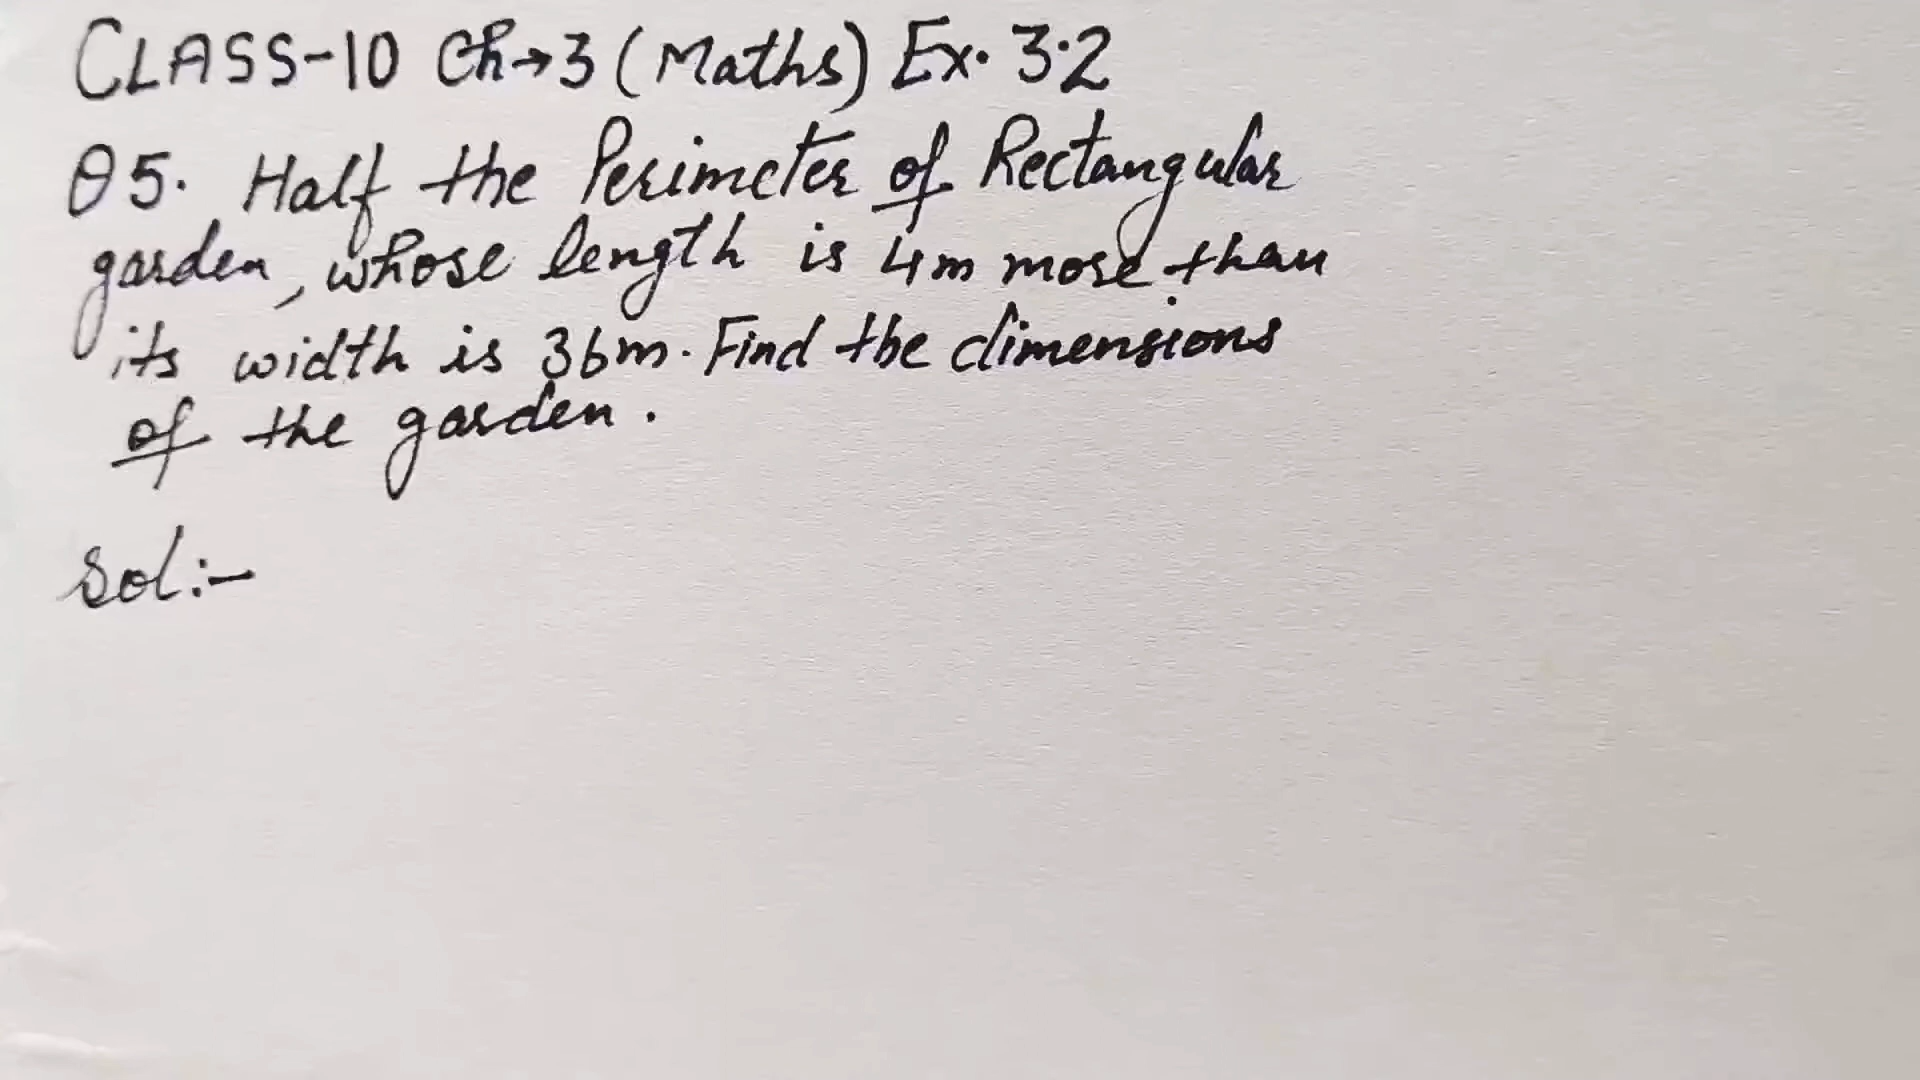 CLASS-10 Ch→3 (Maths) Ex. 3.2
Q5. Half the Perimeter of Rectangular
garden, whose length is 4m more than
its width is 36m. Find the dimensions
of the garden.
Sol:-